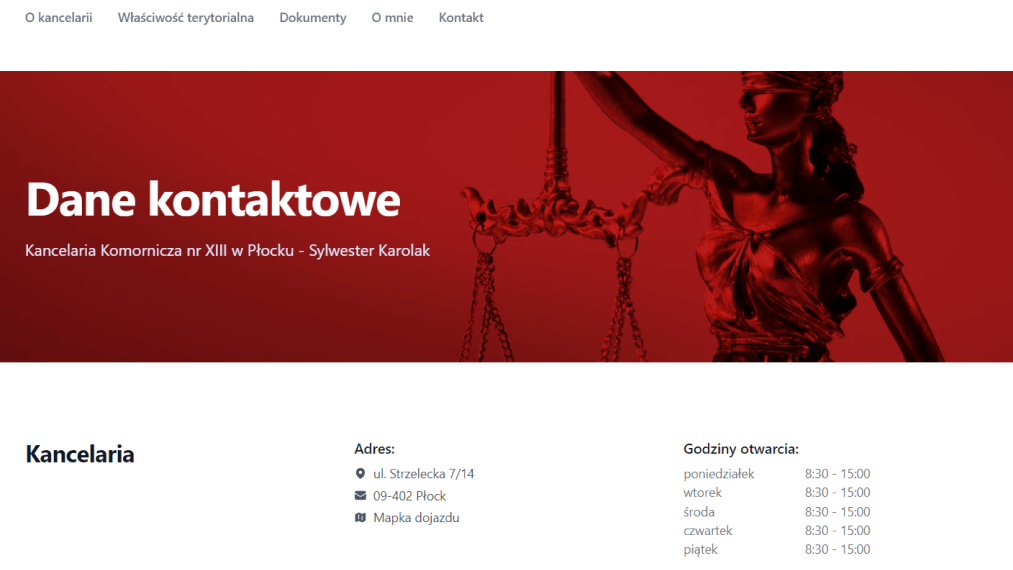 O kancelarii Właściwość terytorialna Dokumenty O mnie Kontakt
Dane kontaktowe
Kancelaria Komornicza nr XIII w Płocku - Sylwester Karolak
Kancelaria
Adres:
ul. Strzelecka 7/14
09-402 Płock
Mapka dojazdu
Godziny otwarcia:
poniedziałek 8:30 - 15:00
wtorek 8:30 - 15:00
środa 8:30 - 15:00
czwartek 8:30 - 15:00
piątek 8:30 - 15:00